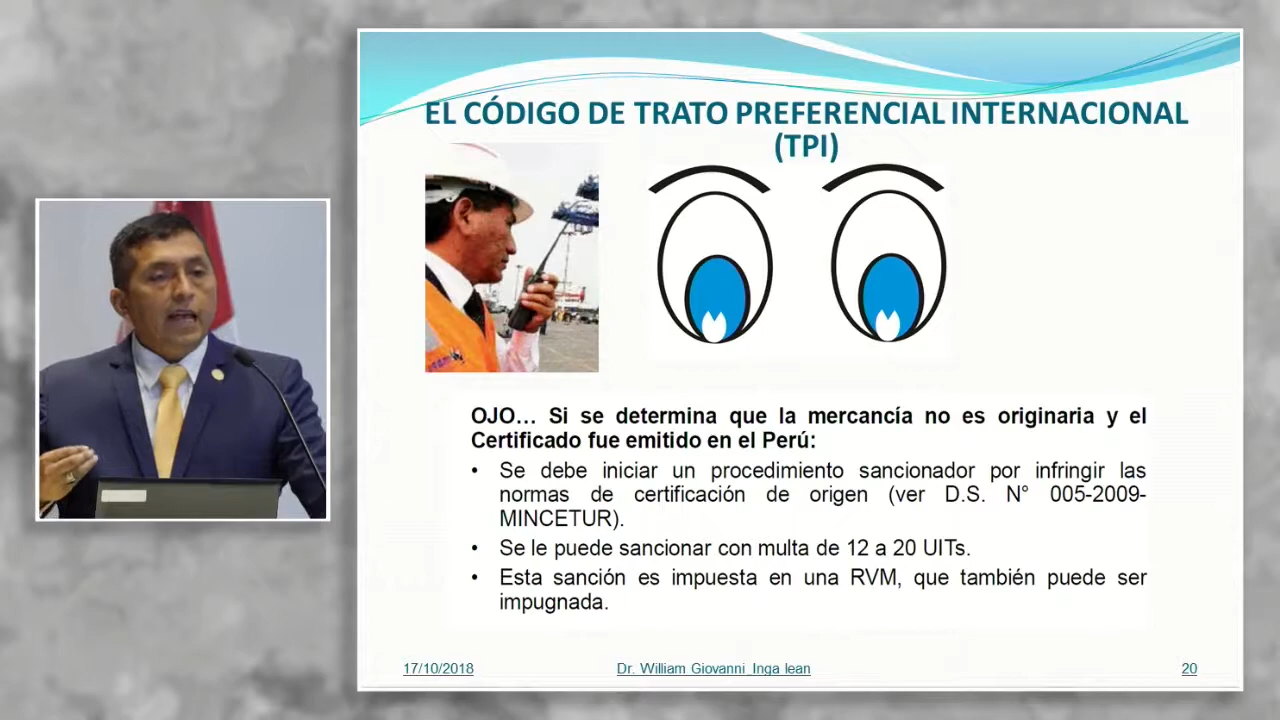 EL CÓDIGO DE TRATO PREFERENCIAL INTERNACIONAL
(TPI)
OJO… Si se determina que la mercancía no es originaria y el
Certificado fue emitido en el Perú:
• Se debe iniciar un procedimiento sancionador por infringir las
normas de certificación de origen (ver D.S. N° 005-2009-
MINCETUR).
• Se le puede sancionar con multa de 12 a 20 UITs.
• Esta sanción es impuesta en una RVM, que también puede ser
impugnada.
17/10/2018
Dr. William Giovanni Inga Iean
20